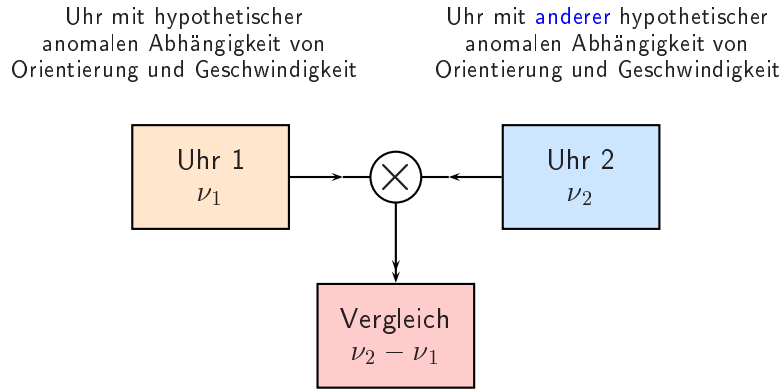 Uhr mit hypothetischer
anomalen Abhängigkeit von
Orientierung und Geschwindigkeit
Uhr mit anderer hypothetischer
anomalen Abhängigkeit von
Orientierung und Geschwindigkeit
Uhr 1
ν₁
Uhr 2
ν₂
Vergleich
ν₂ − ν₁